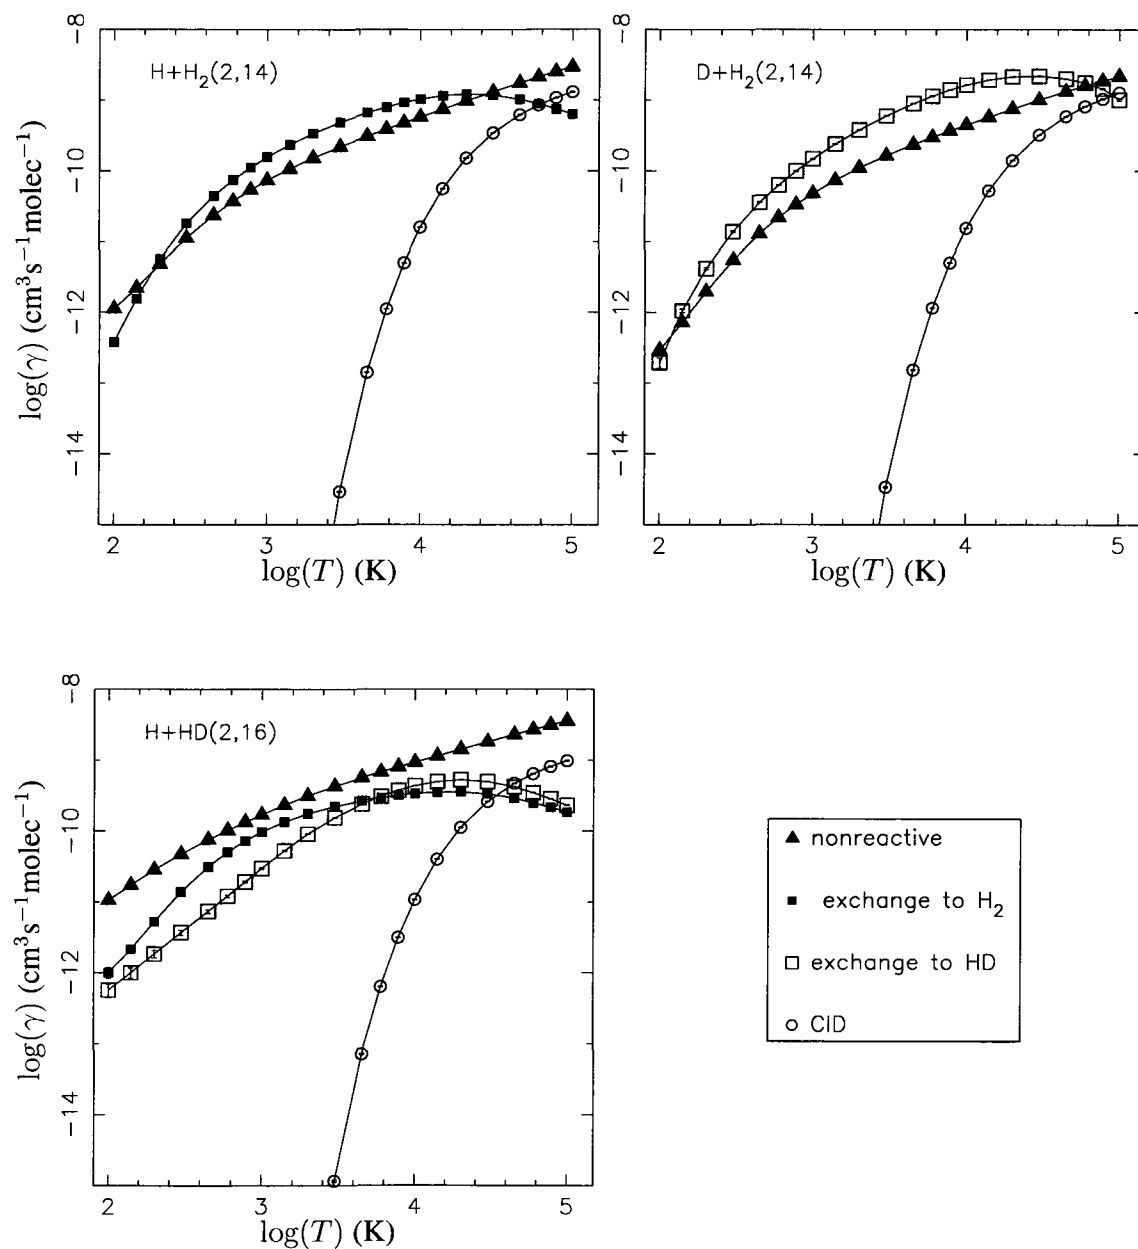 H+H₂(2,14)
-8
-10
-12
-14
log(γ) (cm³s⁻¹molec⁻¹)
2 3 4 5
log(T) (K)
D+H₂(2,14)
-8
-10
-12
-14
2 3 4 5
log(T) (K)
H+HD(2,16)
-8
-10
-12
-14
log(γ) (cm³s⁻¹molec⁻¹)
2 3 4 5
log(T) (K)
nonreactive
exchange to H₂
exchange to HD
CID